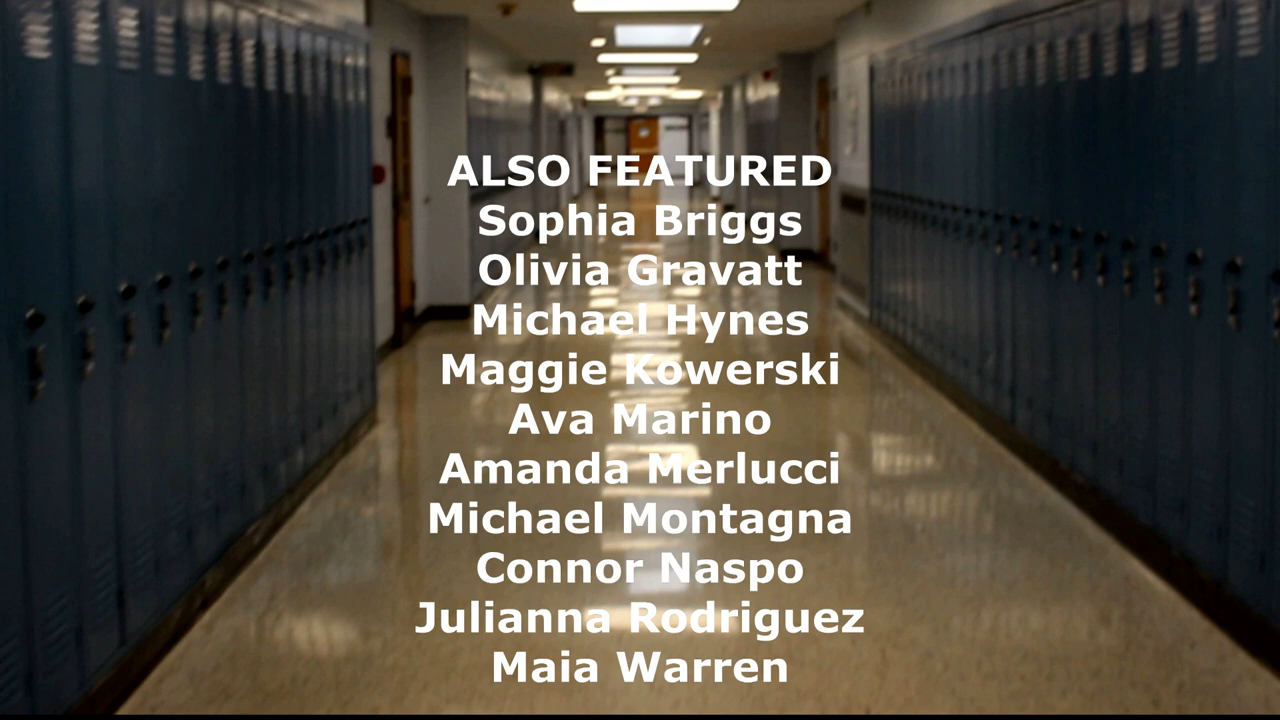 ALSO FEATURED
Sophia Briggs
Olivia Gravatt
Michael Hynes
Maggie Kowerski
Ava Marino
Amanda Merlucci
Michael Montagna
Connor Naspo
Julianna Rodriguez
Maia Warren